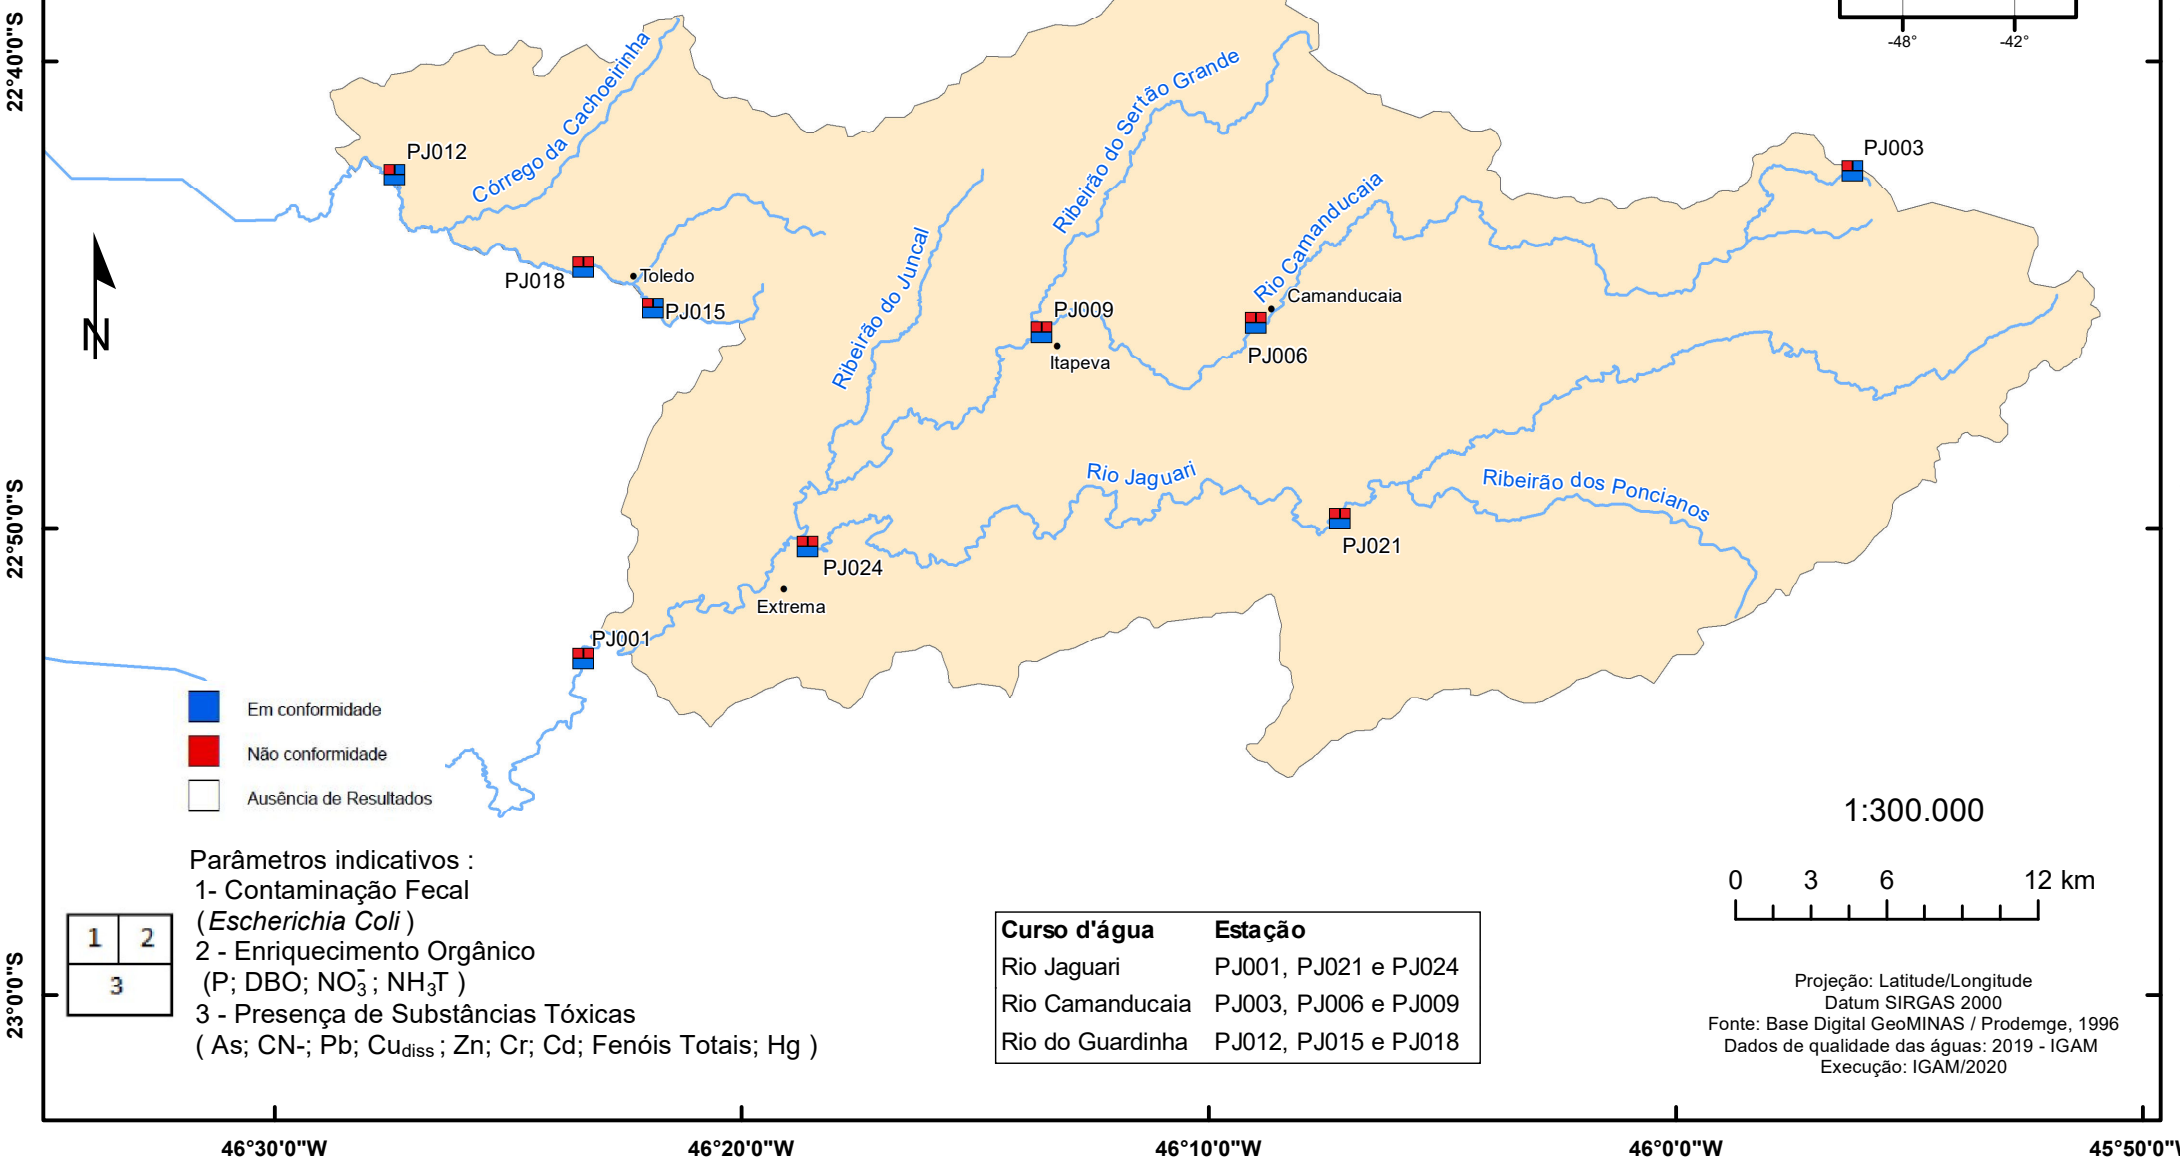 22°40'0"S
-48°
-42°
Córrego da Cachoeirinha
Ribeirão do Sertão Grande
PJ012
PJ003
Rio Camanducaia
Ribeirão do Juncal
PJ018
Toledo
PJ015
Camanducaia
PJ009
Itapeva
PJ006
N
22°50'0"S
Rio Jaguari
Ribeirão dos Poncianos
PJ021
PJ024
Extrema
PJ001
Em conformidade
Não conformidade
Ausência de Resultados
1:300.000
Parâmetros indicativos :
1- Contaminação Fecal
(Escherichia Coli )
2 - Enriquecimento Orgânico
(P; DBO; NO₃⁻; NH₃T )
3 - Presença de Substâncias Tóxicas
( As; CN-; Pb; Cudiss ; Zn; Cr; Cd; Fenóis Totais; Hg )
1 2
3
0 3 6 12 km
Curso d'água Estação
Rio Jaguari PJ001, PJ021 e PJ024
Rio Camanducaia PJ003, PJ006 e PJ009
Rio do Guardinha PJ012, PJ015 e PJ018
Projeção: Latitude/Longitude
Datum SIRGAS 2000
Fonte: Base Digital GeoMINAS / Prodemge, 1996
Dados de qualidade das águas: 2019 - IGAM
Execução: IGAM/2020
23°0'0"S
46°30'0"W 46°20'0"W 46°10'0"W 46°0'0"W 45°50'0"W